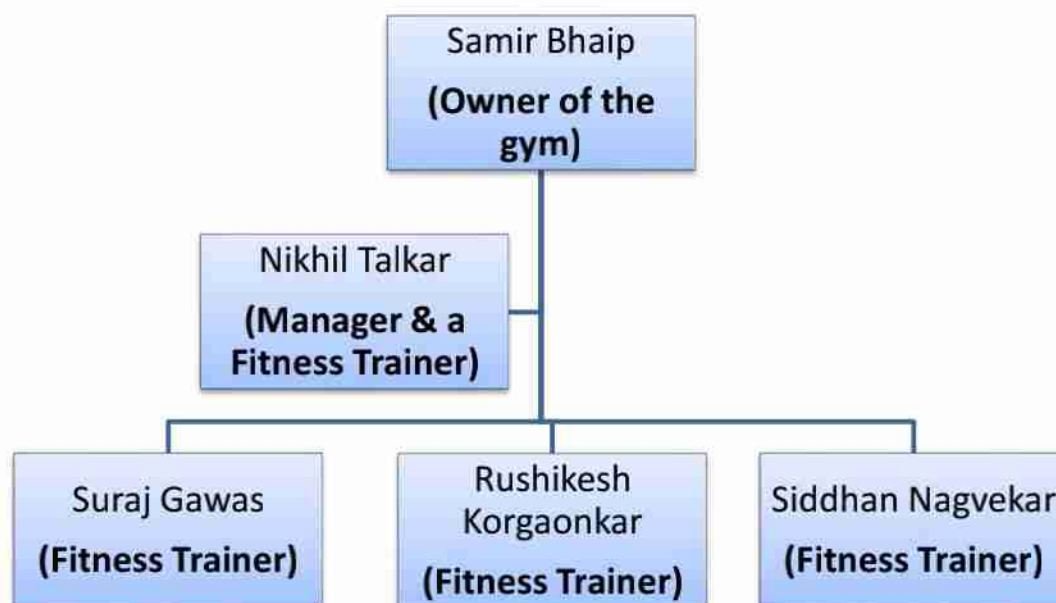 Samir Bhaip
(Owner of the
gym)
Nikhil Talkar
(Manager & a
Fitness Trainer)
Suraj Gawas
(Fitness Trainer)
Rushikesh
Korgaonkar
(Fitness Trainer)
Siddhan Nagvekar
(Fitness Trainer)